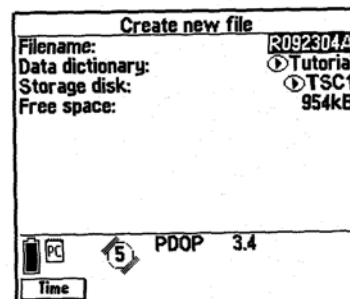 Create new file
Filename: R092304A
Data dictionary: Tutorial
Storage disk: TSC1
Free space: 954kB
PC 5 PDOP 3.4
Time